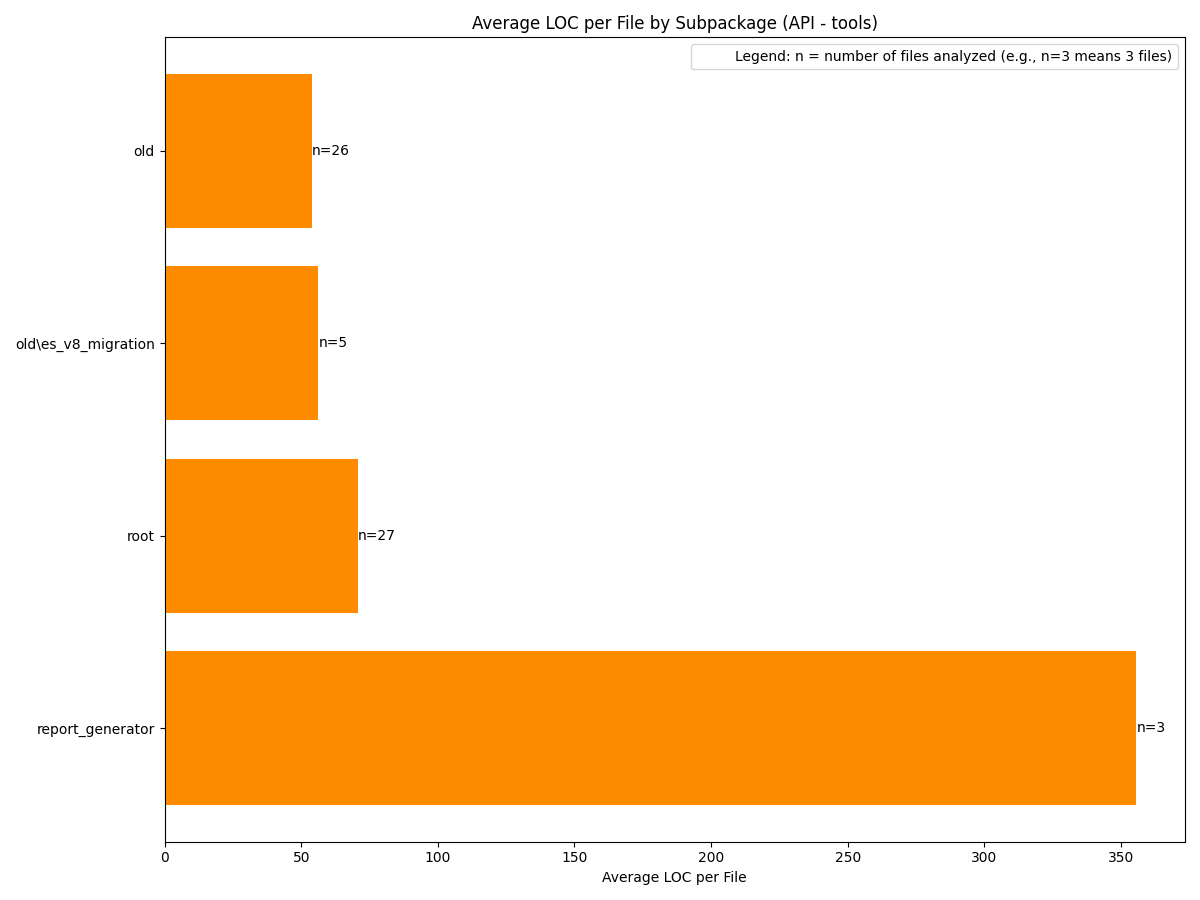 Average LOC per File by Subpackage (API - tools)
Legend: n = number of files analyzed (e.g., n=3 means 3 files)
old
n=26
old\es_v8_migration
n=5
root
n=27
report_generator
n=3
0 50 100 150 200 250 300 350
Average LOC per File